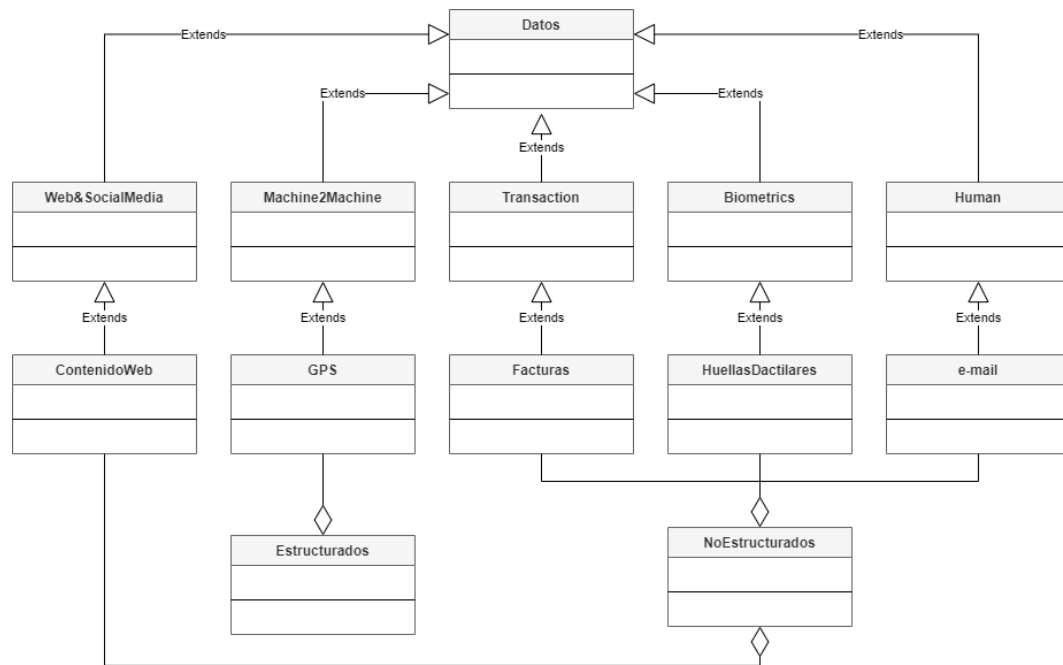 Datos
Extends
Extends
Extends
Extends
Extends
Web&SocialMedia
Machine2Machine
Transaction
Biometrics
Human
Extends
Extends
Extends
Extends
Extends
ContenidoWeb
GPS
Facturas
HuellasDactilares
e-mail
Estructurados
NoEstructurados